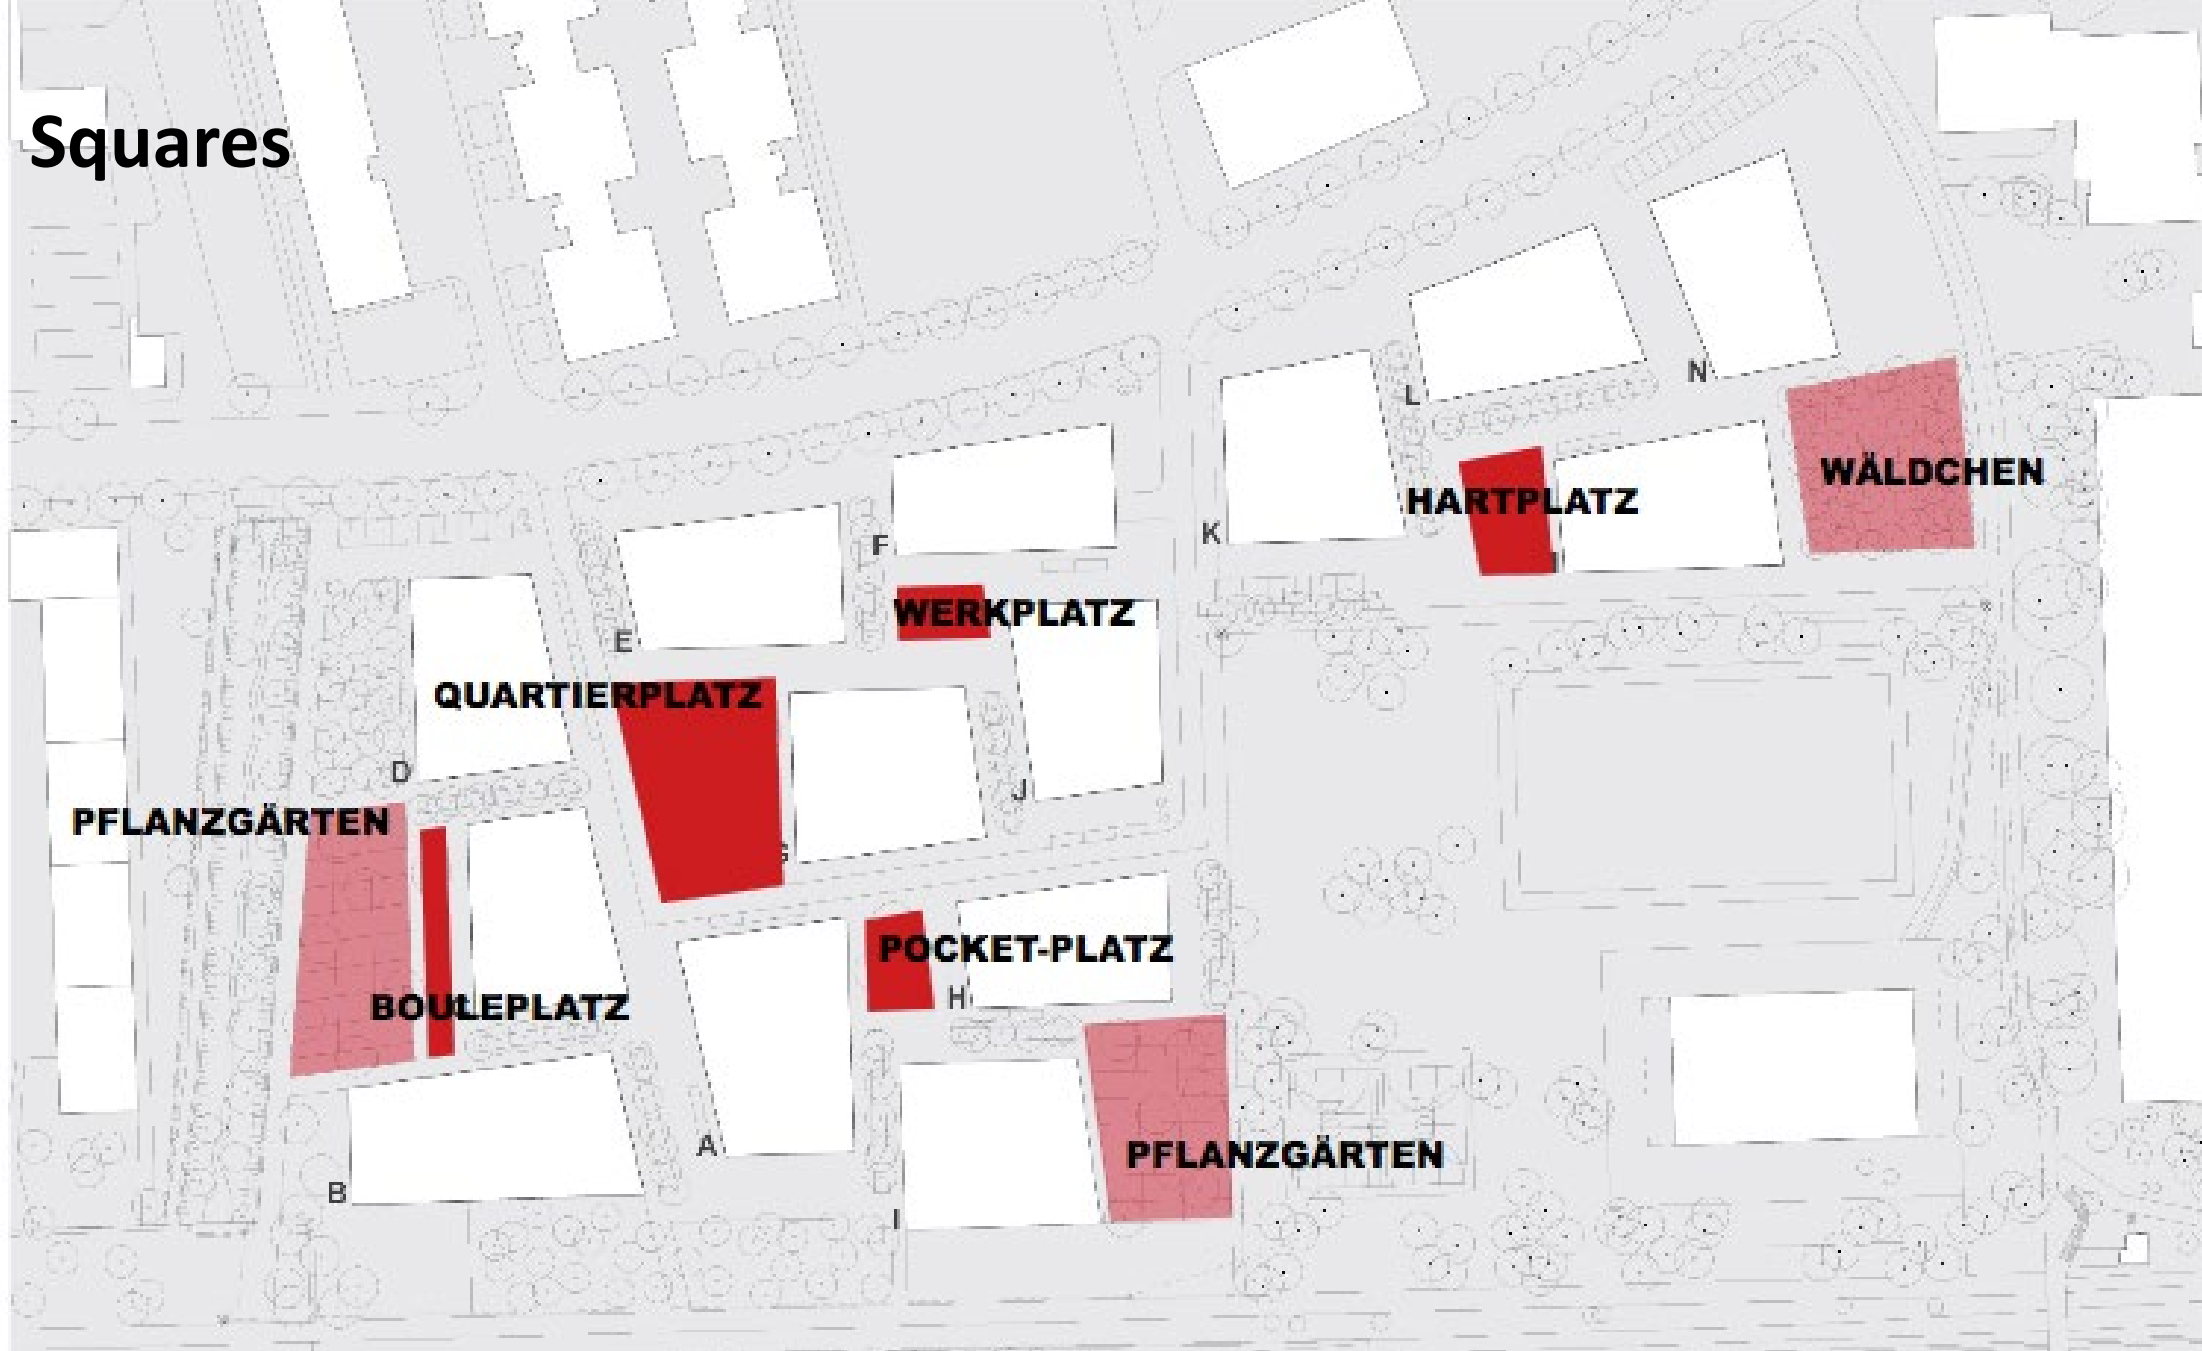 Squares
N
L
WÄLDCHEN
HARTPLATZ
K
F
WERKPLATZ
E
QUARTIERPLATZ
D
J
PFLANZGÄRTEN
G
POCKET-PLATZ
H
BOULEPLATZ
A
PFLANZGÄRTEN
B
I